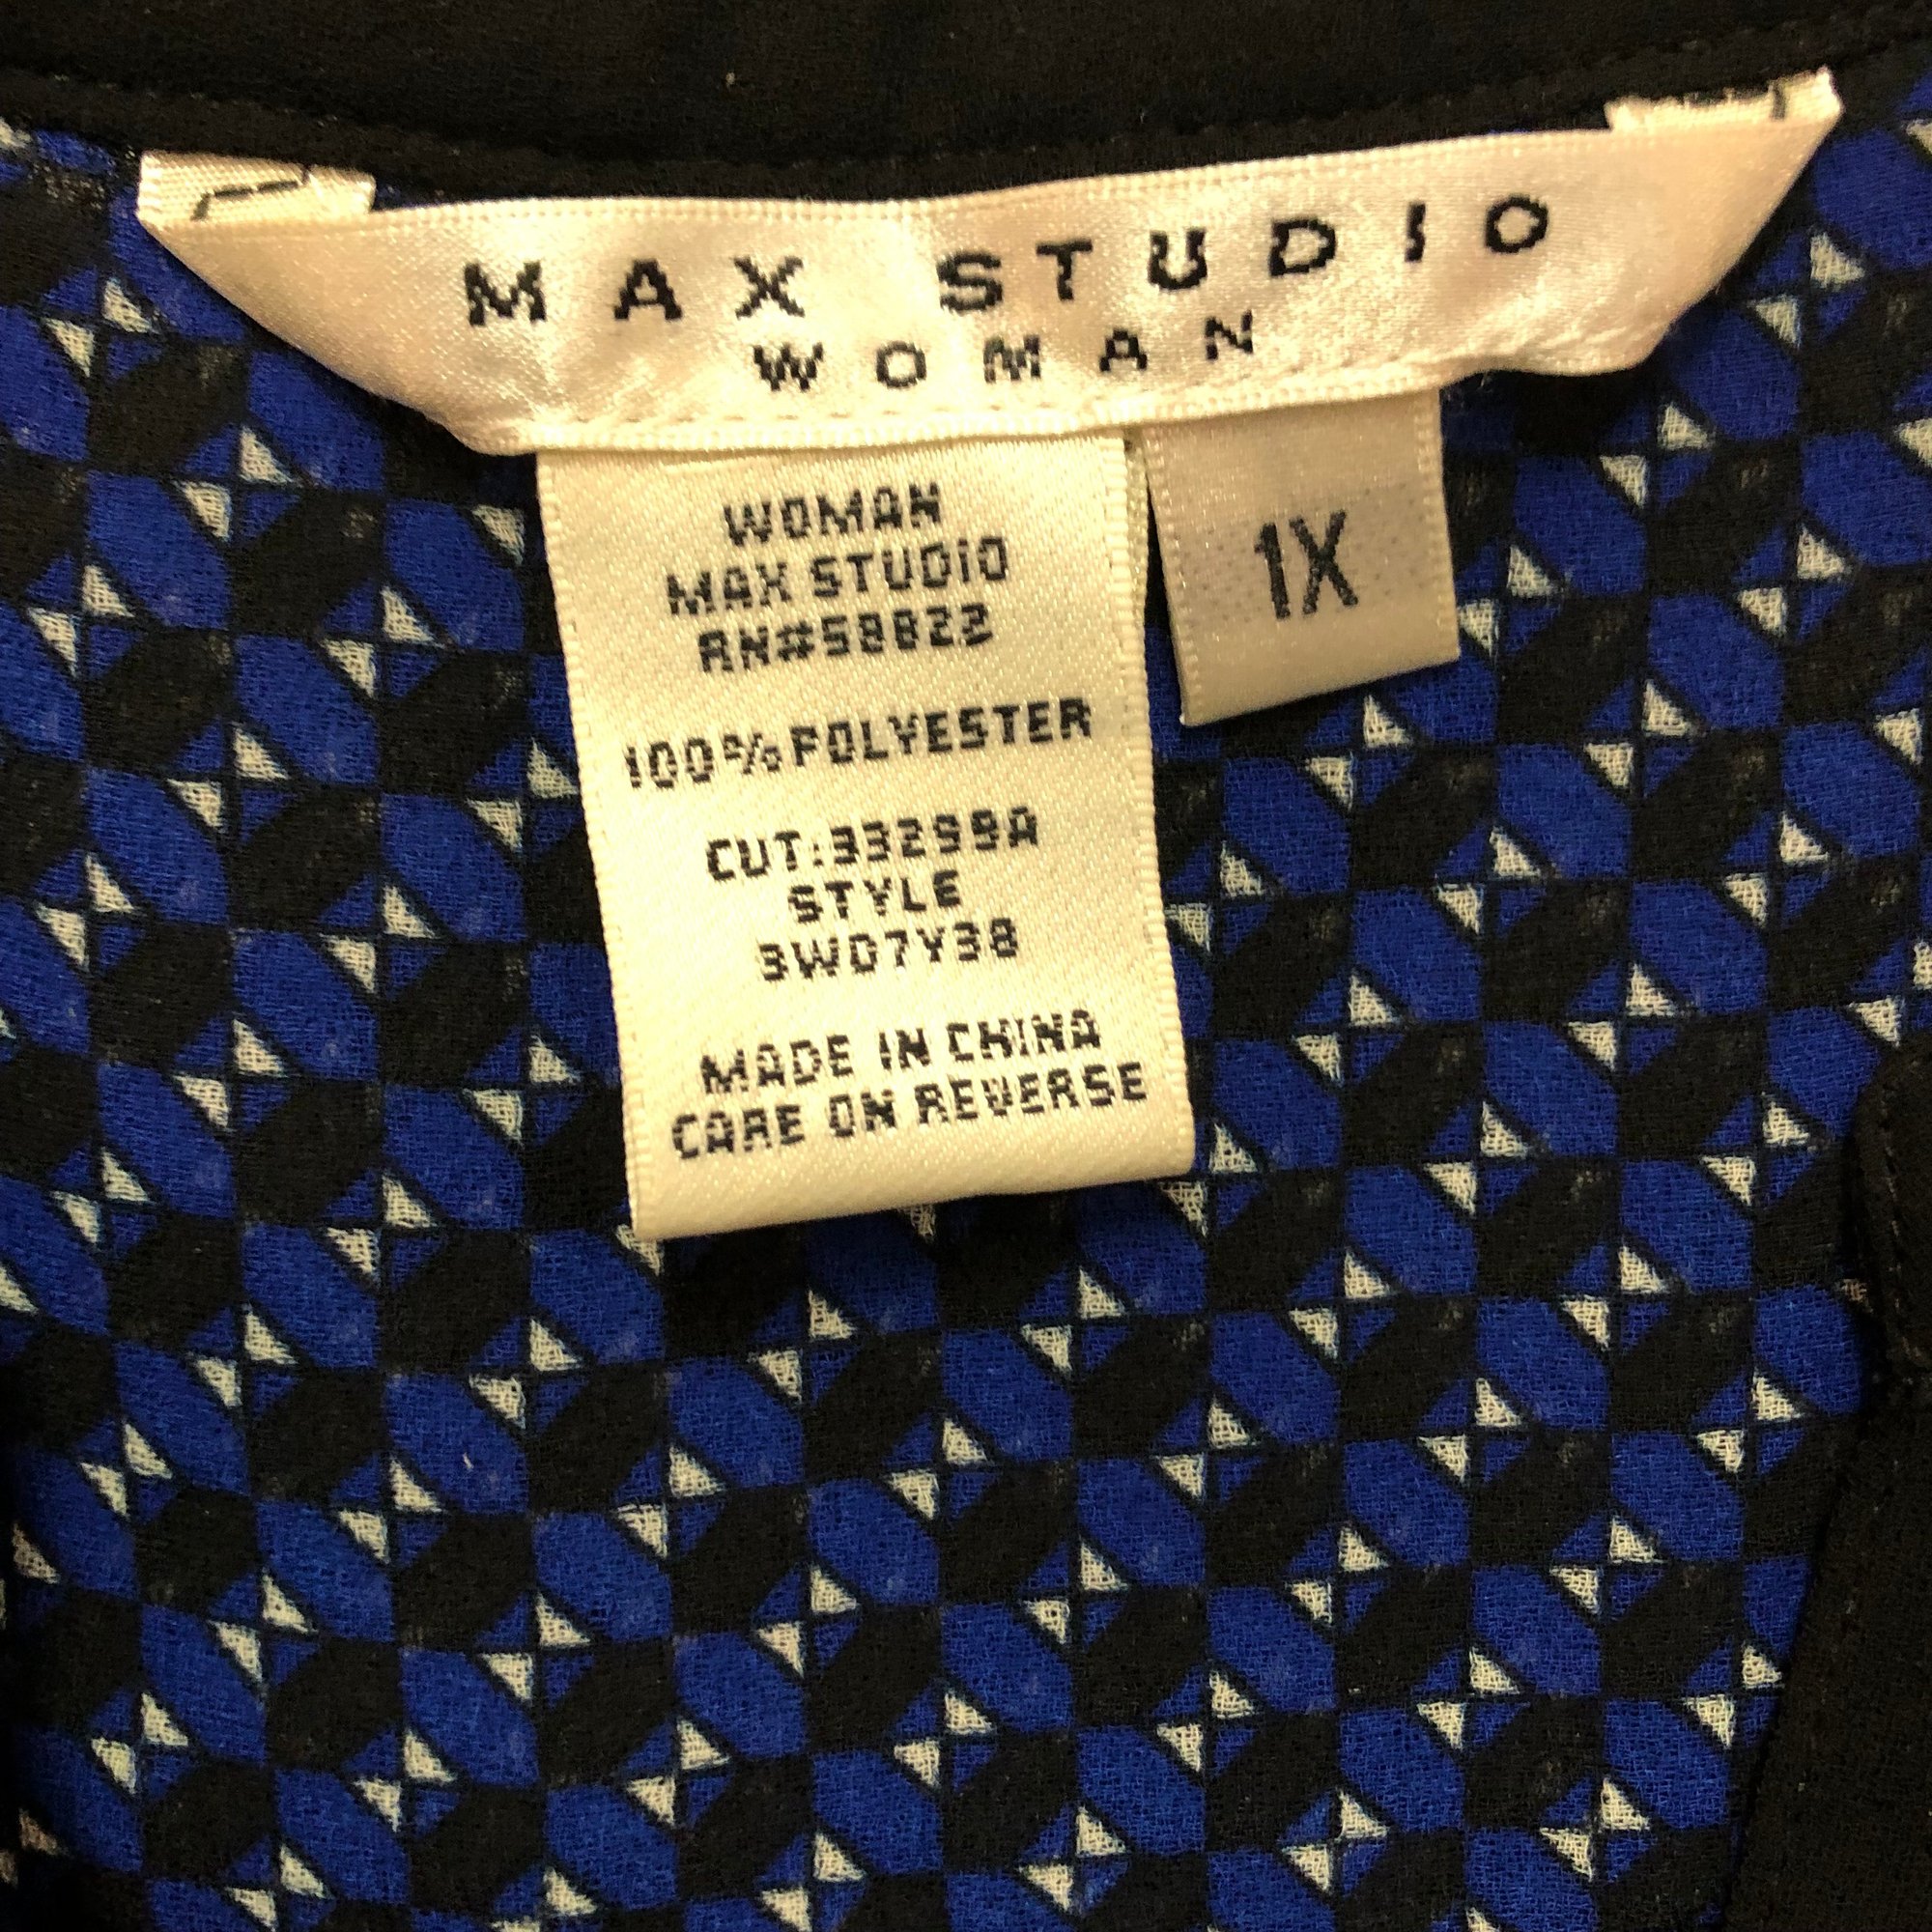 MAX STUDIO
WOMAN
1X
WOMAN
MAX STUDIO
RN#58822
100% POLYESTER
CUT:33299A
STYLE
3W07Y38
MADE IN CHINA
CARE ON REVERSE